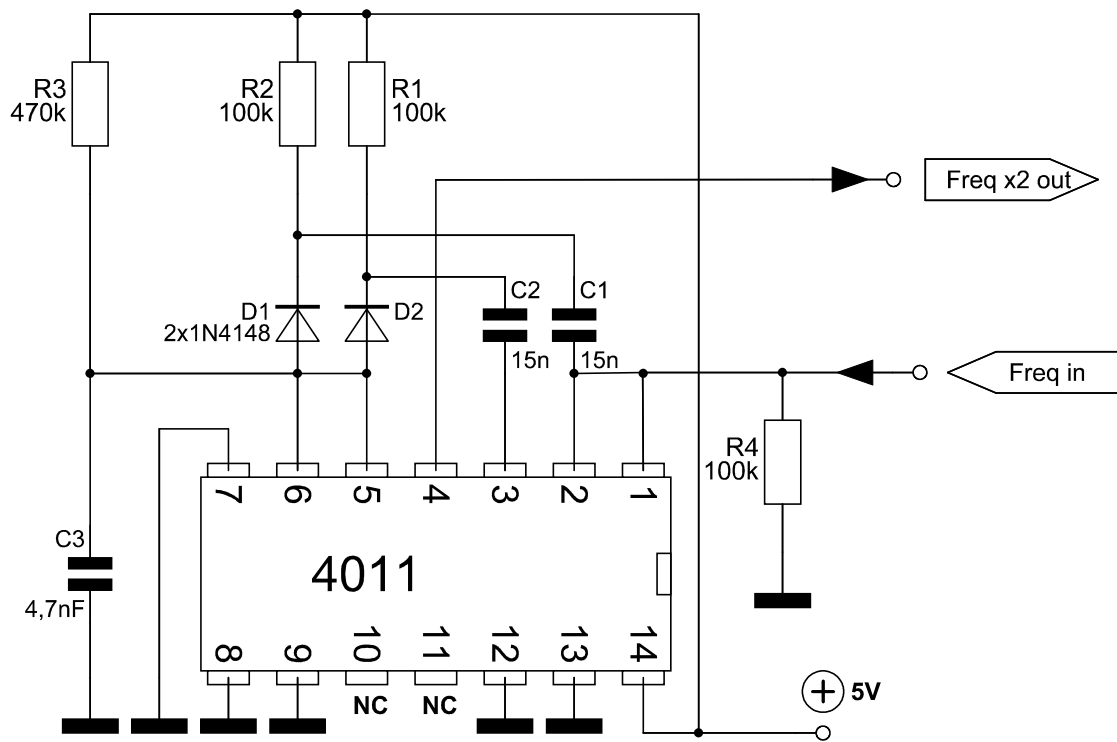 R3
470k
R2
100k
R1
100k
Freq x2 out
D1
2x1N4148
D2
C2
15n
C1
15n
Freq in
R4
100k
7
6
5
4
3
2
1
4011
C3
4,7nF
8
9
10
11
12
13
14
NC
NC
5V